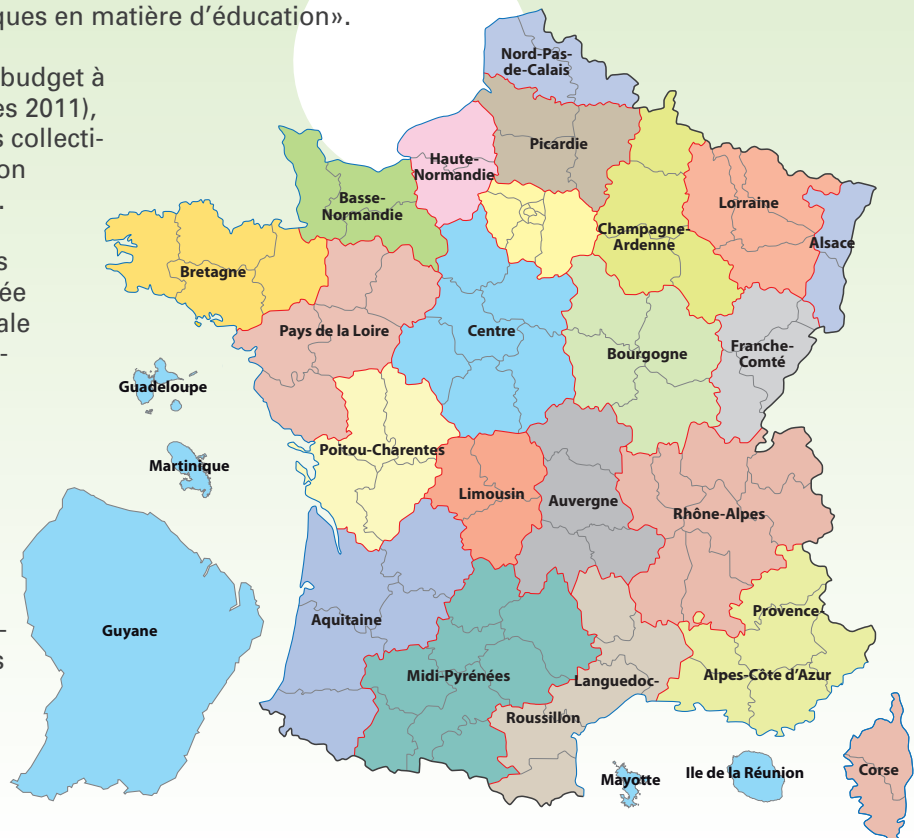 ques en matière d'éducation».
budget à
es 2011),
s collecti-
on
.
s
ée
ale
-
-
s
Nord-Pas-
de-Calais
Picardie
Haute-
Normandie
Basse-
Normandie
Champagne-
Ardenne
Lorraine
Alsace
Bretagne
Pays de la Loire
Centre
Bourgogne
Franche-
Comté
Guadeloupe
Poitou-Charentes
Martinique
Limousin
Auvergne
Rhône-Alpes
Guyane
Aquitaine
Provence-
Alpes-Côte d'Azur
Midi-Pyrénées
Languedoc-
Roussillon
Mayotte
Ile de la Réunion
Corse